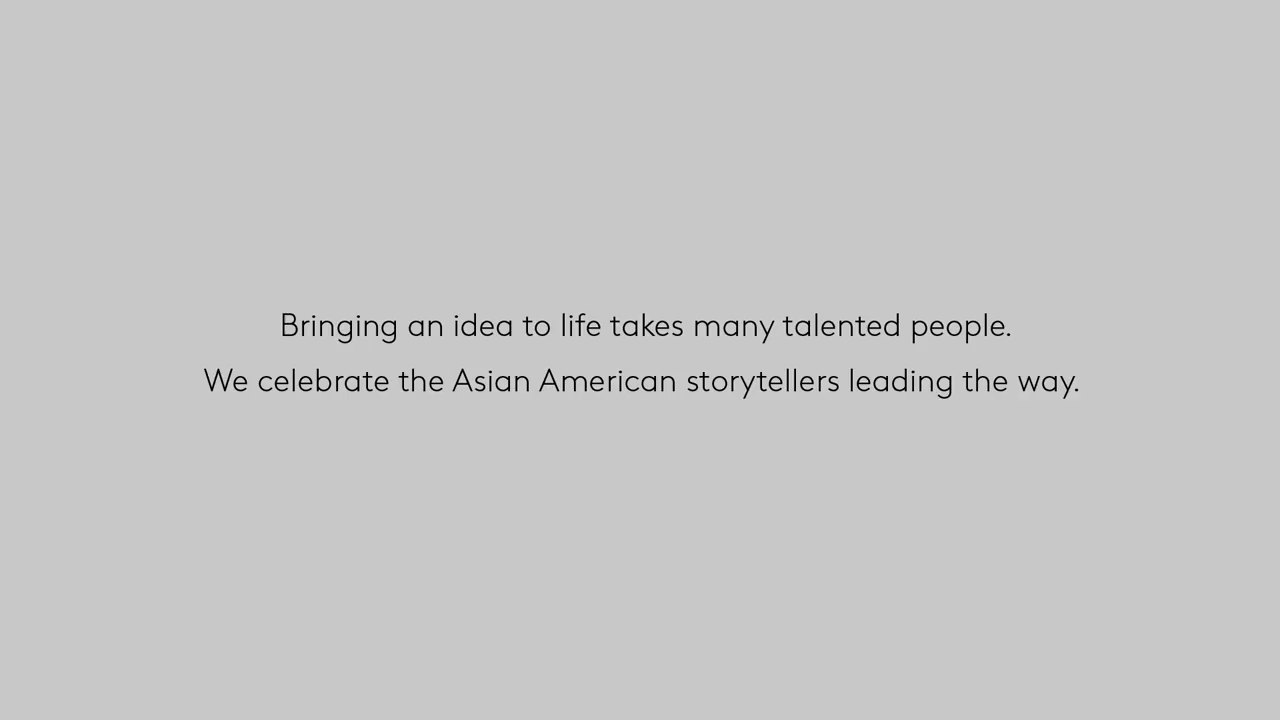 Bringing an idea to life takes many talented people.
We celebrate the Asian American storytellers leading the way.